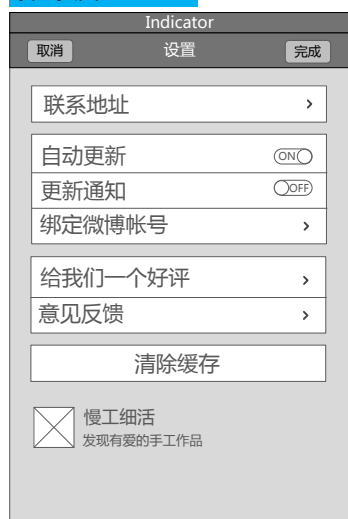 Indicator
取消 设置 完成
联系地址
自动更新 ON
更新通知 OFF
绑定微博帐号
给我们一个好评
意见反馈
清除缓存
慢工细活
发现有爱的手工作品